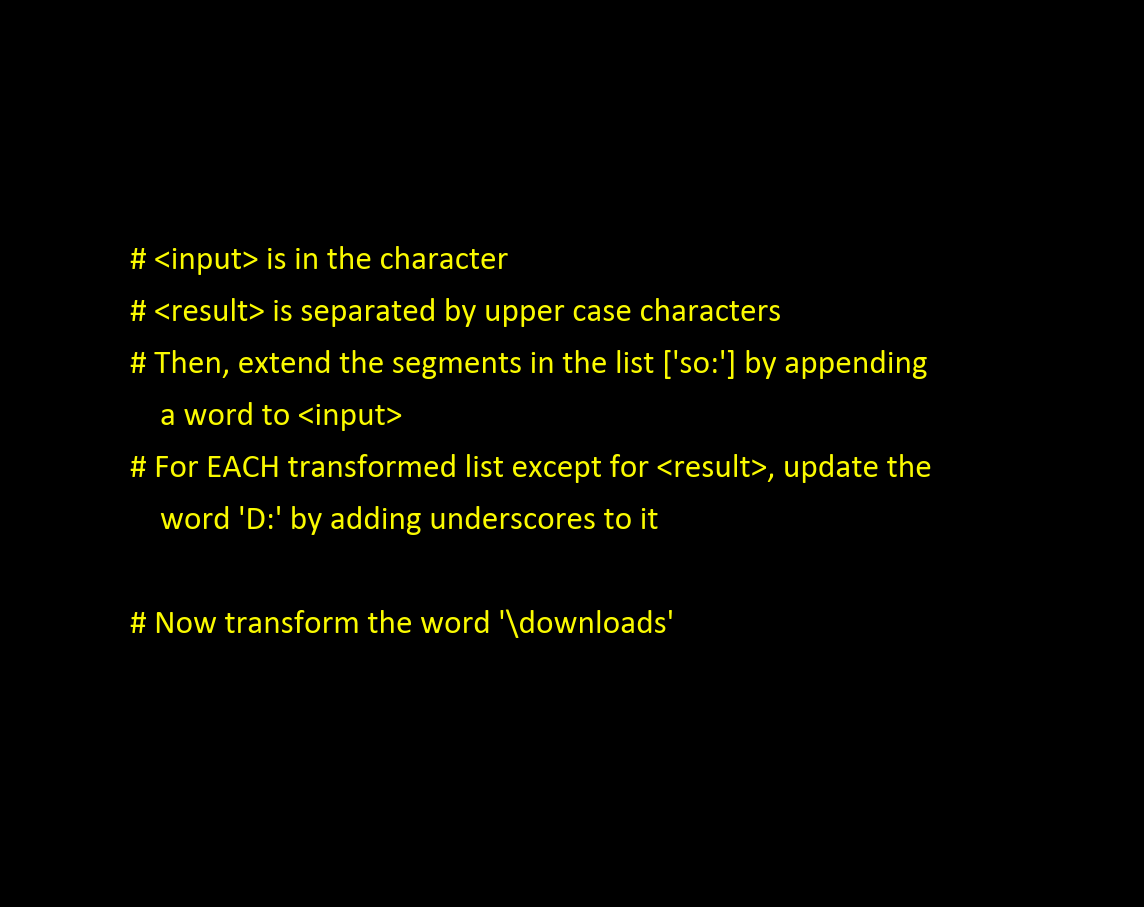 # <input> is in the character
# <result> is separated by upper case characters
# Then, extend the segments in the list ['so:'] by appending
a word to <input>
# For EACH transformed list except for <result>, update the
word 'D:' by adding underscores to it
# Now transform the word '\downloads'